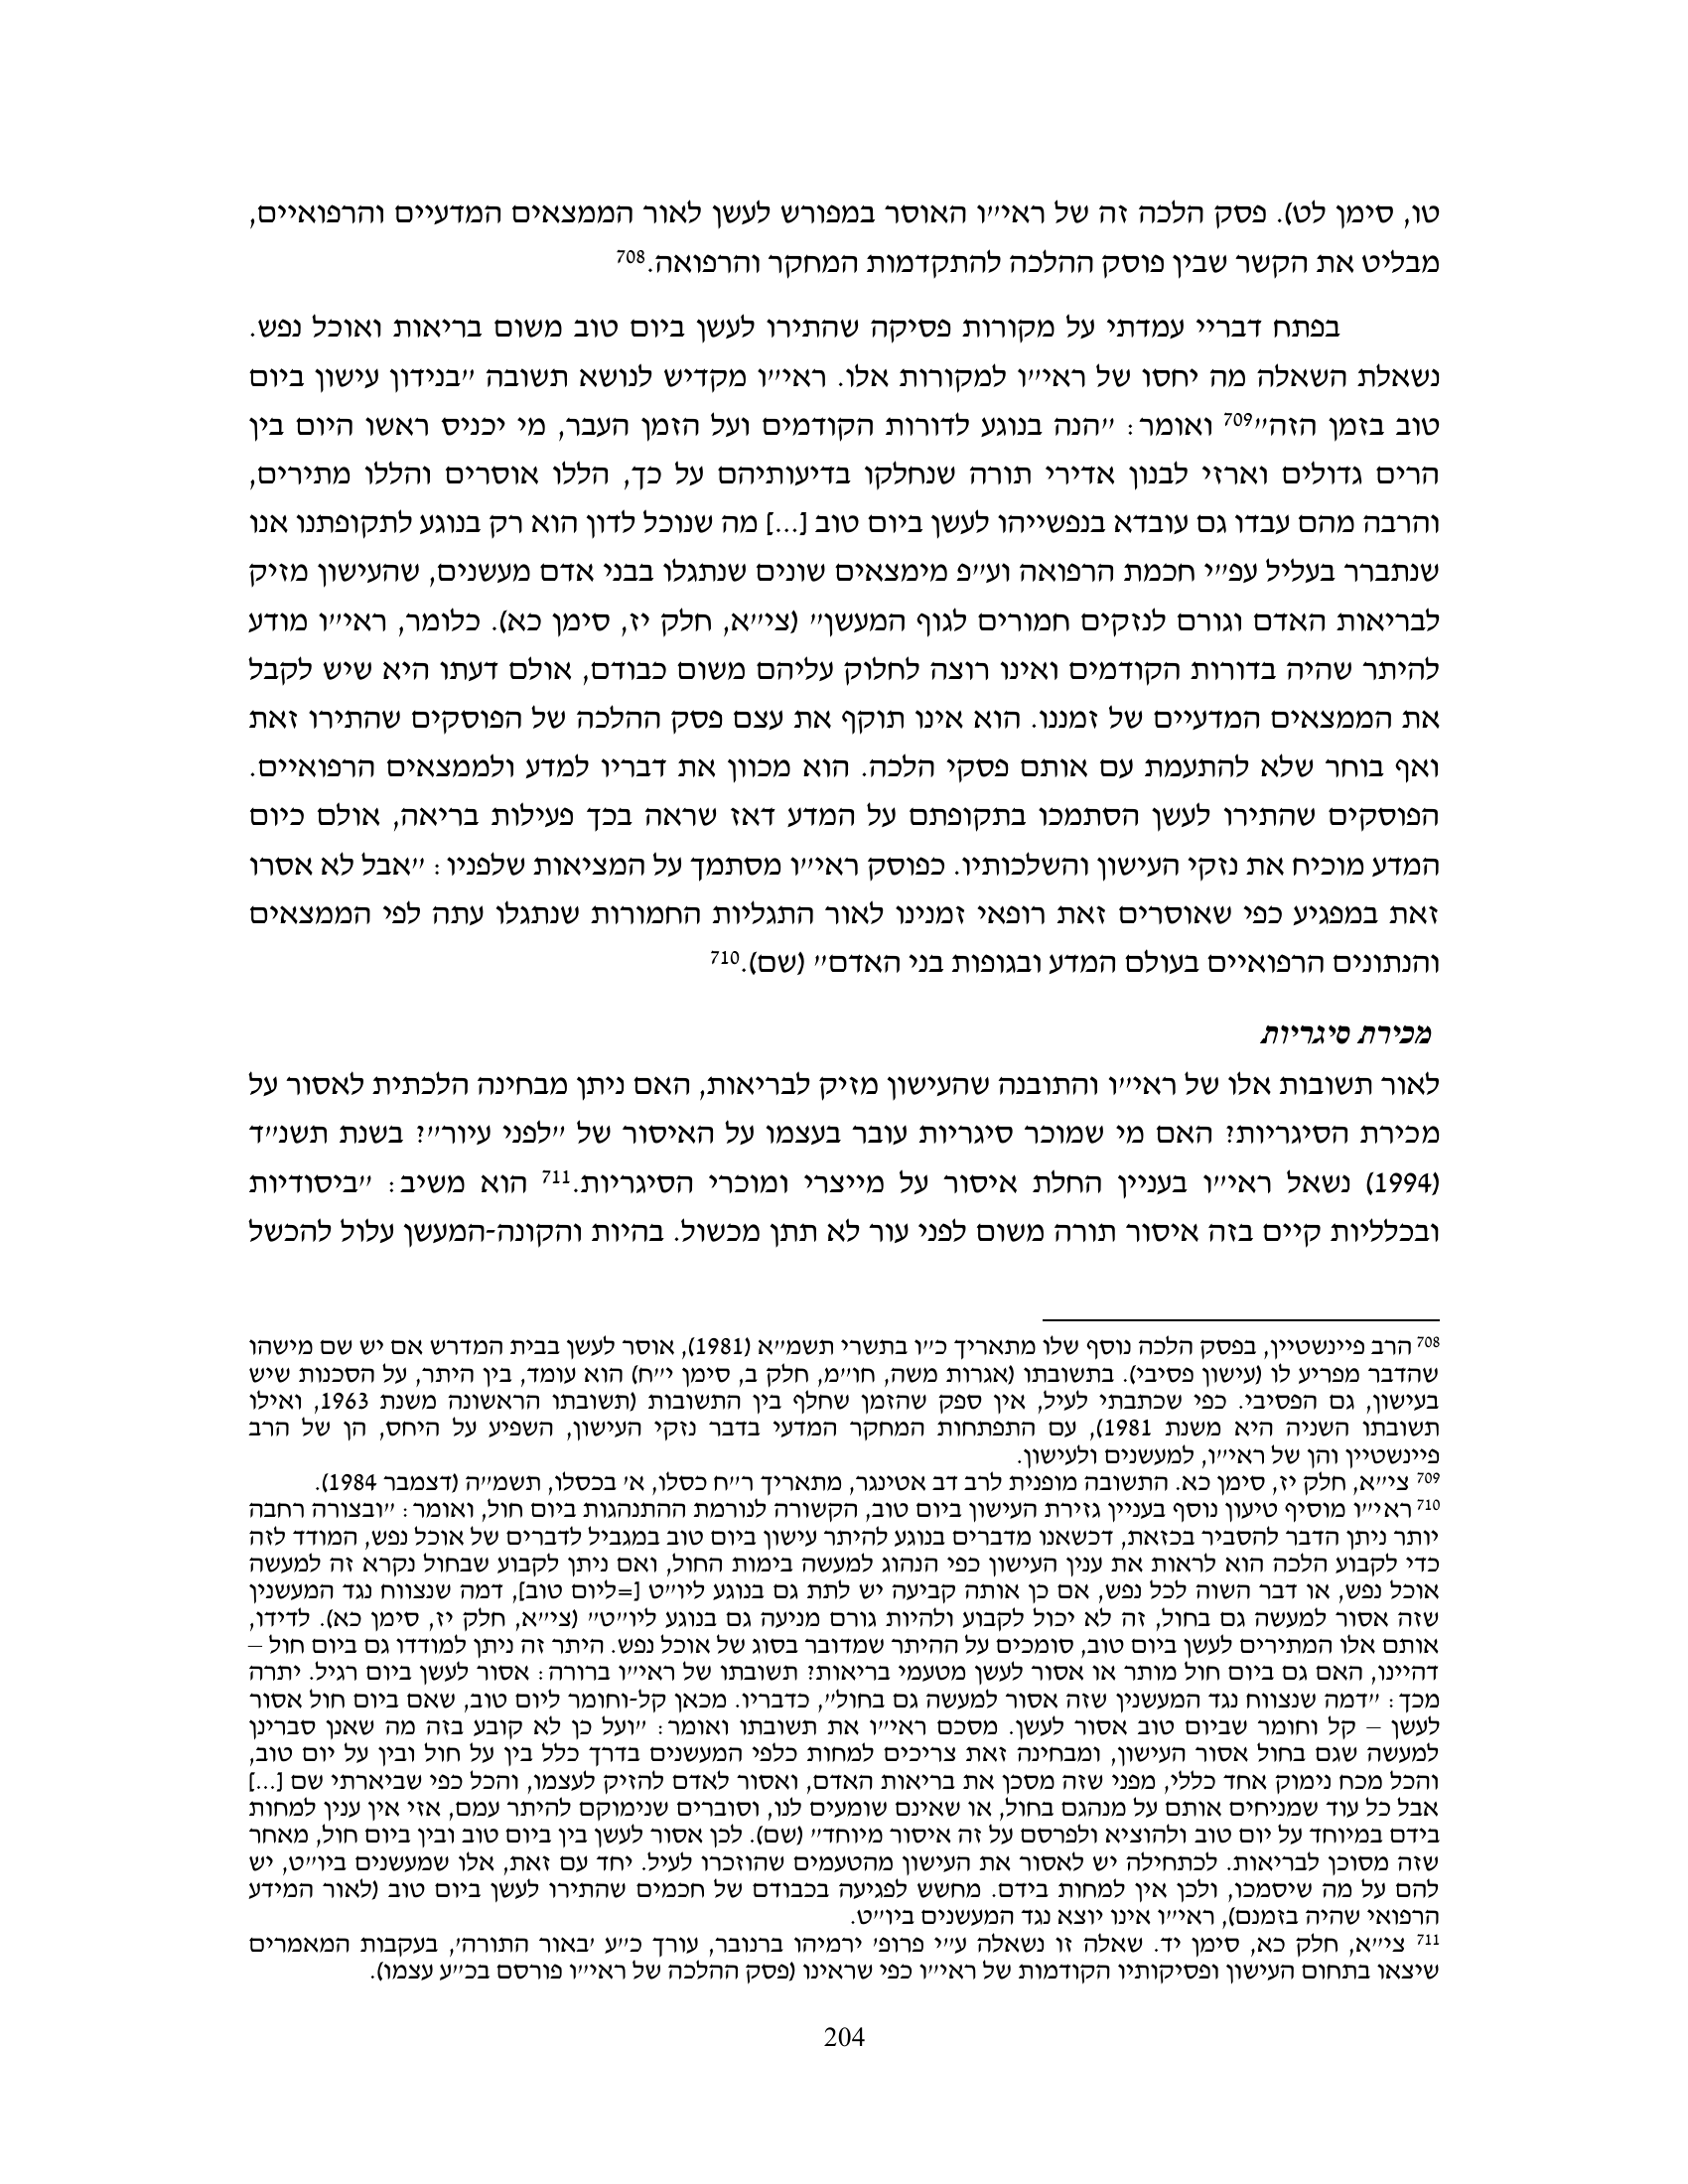 טו, סימן לט). פסק הלכה זה של ראי״ו האוסר במפורש לעשן לאור הממצאים המדעיים והרפואיים,
מבליט את הקשר שבין פוסק ההלכה להתקדמות המחקר והרפואה.708
בפתח דבריי עמדתי על מקורות פסיקה שהתירו לעשן ביום טוב משום בריאות ואוכל נפש.
נשאלת השאלה מה יחסו של ראי״ו למקורות אלו. ראי״ו מקדיש לנושא תשובה ״בנידון עישון ביום
טוב בזמן הזה״709 ואומר: ״הנה בנוגע לדורות הקודמים ועל הזמן העבר, מי יכניס ראשו היום בין
הרים גדולים וארזי לבנון אדירי תורה שנחלקו בדיעותיהם על כך, הללו אוסרים והללו מתירים,
והרבה מהם עבדו גם עובדא בנפשייהו לעשן ביום טוב [...] מה שנוכל לדון הוא רק בנוגע לתקופתנו אנו
שנתברר בעליל עפ״י חכמת הרפואה וע״פ מימצאים שונים שנתגלו בבני אדם מעשנים, שהעישון מזיק
לבריאות האדם וגורם לנזקים חמורים לגוף המעשן״ (צי״א, חלק יז, סימן כא). כלומר, ראי״ו מודע
להיתר שהיה בדורות הקודמים ואינו רוצה לחלוק עליהם משום כבודם, אולם דעתו היא שיש לקבל
את הממצאים המדעיים של זמננו. הוא אינו תוקף את עצם פסק ההלכה של הפוסקים שהתירו זאת
ואף בוחר שלא להתעמת עם אותם פסקי הלכה. הוא מכוון את דבריו למדע ולממצאים הרפואיים.
הפוסקים שהתירו לעשן הסתמכו בתקופתם על המדע דאז שראה בכך פעילות בריאה, אולם כיום
המדע מוכיח את נזקי העישון והשלכותיו. כפוסק ראי״ו מסתמך על המציאות שלפניו: ״אבל לא אסרו
זאת במפגיע כפי שאוסרים זאת רופאי זמנינו לאור התגליות החמורות שנתגלו עתה לפי הממצאים
והנתונים הרפואיים בעולם המדע ובגופות בני האדם״ (שם).710
מכירת סיגריות
לאור תשובות אלו של ראי״ו והתובנה שהעישון מזיק לבריאות, האם ניתן מבחינה הלכתית לאסור על
מכירת הסיגריות? האם מי שמוכר סיגריות עובר בעצמו על האיסור של ״לפני עיור״? בשנת תשנ״ד
(1994) נשאל ראי״ו בעניין החלת איסור על מייצרי ומוכרי הסיגריות.711 הוא משיב: ״ביסודיות
ובכלליות קיים בזה איסור תורה משום לפני עור לא תתן מכשול. בהיות והקונה-המעשן עלול להכשל
708 הרב פיינשטיין, בפסק הלכה נוסף שלו מתאריך כ״ו בתשרי תשמ״א (1981), אוסר לעשן בבית המדרש אם יש שם מישהו
שהדבר מפריע לו (עישון פסיבי). בתשובתו (אגרות משה, חו״מ, חלק ב, סימן י״ח) הוא עומד, בין היתר, על הסכנות שיש
בעישון, גם הפסיבי. כפי שכתבתי לעיל, אין ספק שהזמן שחלף בין התשובות (תשובתו הראשונה משנת 1963, ואילו
תשובתו השניה היא משנת 1981), עם התפתחות המחקר המדעי בדבר נזקי העישון, השפיע על היחס, הן של הרב
פיינשטיין והן של ראי״ו, למעשנים ולעישון.
709 צי״א, חלק יז, סימן כא. התשובה מופנית לרב דב אטינגר, מתאריך ר״ח כסלו, א׳ בכסלו, תשמ״ה (דצמבר 1984).
710 ראי״ו מוסיף טיעון נוסף בעניין גזירת העישון ביום טוב, הקשורה לנורמת ההתנהגות ביום חול, ואומר: ״ובצורה רחבה
יותר ניתן הדבר להסביר בכזאת, דכשאנו מדברים בנוגע להיתר עישון ביום טוב במגביל לדברים של אוכל נפש, המודד לזה
כדי לקבוע הלכה הוא לראות את ענין העישון כפי הנהוג למעשה בימות החול, ואם ניתן לקבוע שבחול נקרא זה למעשה
אוכל נפש, או דבר השוה לכל נפש, אם כן אותה קביעה יש לתת גם בנוגע ליו״ט [=ליום טוב], דמה שנצווח נגד המעשנין
שזה אסור למעשה גם בחול, זה לא יכול לקבוע ולהיות גורם מניעה גם בנוגע ליו״ט״ (צי״א, חלק יז, סימן כא). לדידו,
אותם אלו המתירים לעשן ביום טוב, סומכים על ההיתר שמדובר בסוג של אוכל נפש. היתר זה ניתן למודדו גם ביום חול –
דהיינו, האם גם ביום חול מותר או אסור לעשן מטעמי בריאות? תשובתו של ראי״ו ברורה: אסור לעשן ביום רגיל. יתרה
מכך: ״דמה שנצווח נגד המעשנין שזה אסור למעשה גם בחול״, כדבריו. מכאן קל-וחומר ליום טוב, שאם ביום חול אסור
לעשן – קל וחומר שביום טוב אסור לעשן. מסכם ראי״ו את תשובתו ואומר: ״ועל כן לא קובע בזה מה שאנן סברינן
למעשה שגם בחול אסור העישון, ומבחינה זאת צריכים למחות כלפי המעשנים בדרך כלל בין על חול ובין על יום טוב,
והכל מכח נימוק אחד כללי, מפני שזה מסכן את בריאות האדם, ואסור לאדם להזיק לעצמו, והכל כפי שביארתי שם [...]
אבל כל עוד שמניחים אותם על מנהגם בחול, או שאינם שומעים לנו, וסוברים שנימוקם להיתר עמם, אזי אין ענין למחות
בידם במיוחד על יום טוב ולהוציא ולפרסם על זה איסור מיוחד״ (שם). לכן אסור לעשן בין ביום טוב ובין ביום חול, מאחר
שזה מסוכן לבריאות. לכתחילה יש לאסור את העישון מהטעמים שהוזכרו לעיל. יחד עם זאת, אלו שמעשנים ביו״ט, יש
להם על מה שיסמכו, ולכן אין למחות בידם. מחשש לפגיעה בכבודם של חכמים שהתירו לעשן ביום טוב (לאור המידע
הרפואי שהיה בזמנם), ראי״ו אינו יוצא נגד המעשנים ביו״ט.
711 צי״א, חלק כא, סימן יד. שאלה זו נשאלה ע״י פרופ׳ ירמיהו ברנובר, עורך כ״ע ׳באור התורה׳, בעקבות המאמרים
שיצאו בתחום העישון ופסיקותיו הקודמות של ראי״ו כפי שראינו (פסק ההלכה של ראי״ו פורסם בכ״ע עצמו).
204